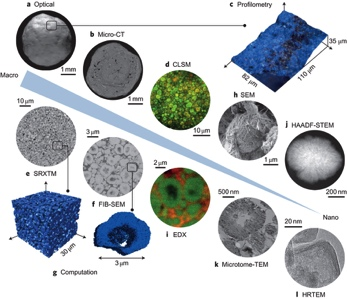 a Optical
b Micro-CT
c Profilometry
35 µm
82 µm
110 µm
1 mm
1 mm
Macro
d CLSM
10 µm
h SEM
1 µm
j HAADF-STEM
200 nm
10 µm
e SRXTM
3 µm
f FIB-SEM
2 µm
i EDX
500 nm
k Microtome-TEM
Nano
20 nm
l HRTEM
30 µm
g Computation
3 µm